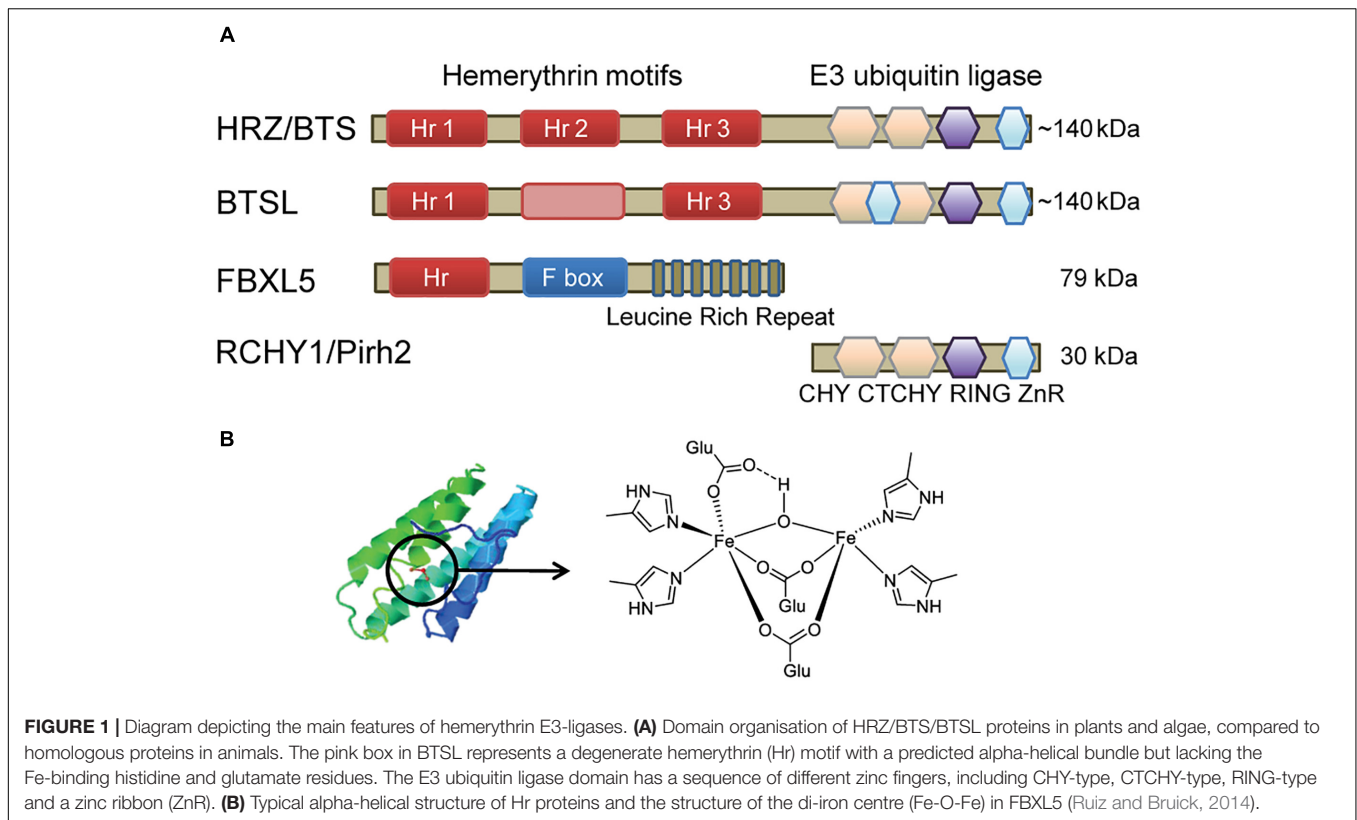 A
Hemerythrin motifs E3 ubiquitin ligase
HRZ/BTS Hr 1 Hr 2 Hr 3 ~140 kDa
BTSL Hr 1 Hr 3 ~140 kDa
FBXL5 Hr F box 79 kDa
Leucine Rich Repeat
RCHY1/Pirh2 30 kDa
CHY CTCHY RING ZnR
B
Glu
O H
O
HN NH
N O N
Fe Fe
O O
N N
Glu
HN NH
O O
Glu
FIGURE 1 | Diagram depicting the main features of hemerythrin E3-ligases. (A) Domain organisation of HRZ/BTS/BTSL proteins in plants and algae, compared to
homologous proteins in animals. The pink box in BTSL represents a degenerate hemerythrin (Hr) motif with a predicted alpha-helical bundle but lacking the
Fe-binding histidine and glutamate residues. The E3 ubiquitin ligase domain has a sequence of different zinc fingers, including CHY-type, CTCHY-type, RING-type
and a zinc ribbon (ZnR). (B) Typical alpha-helical structure of Hr proteins and the structure of the di-iron centre (Fe-O-Fe) in FBXL5 (Ruiz and Bruick, 2014).